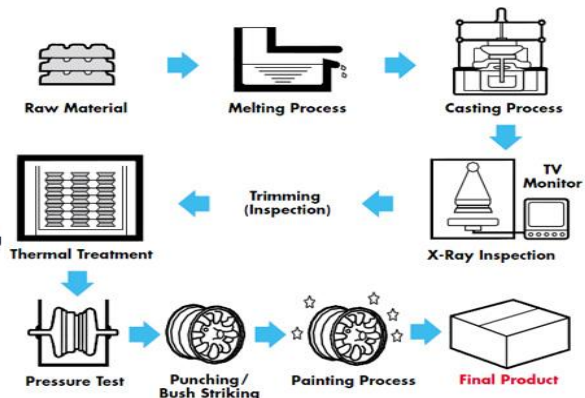 Raw Material
Melting Process
Casting Process
TV
Monitor
X-Ray Inspection
Trimming
(Inspection)
Thermal Treatment
Pressure Test
Punching/
Bush Striking
Painting Process
Final Product